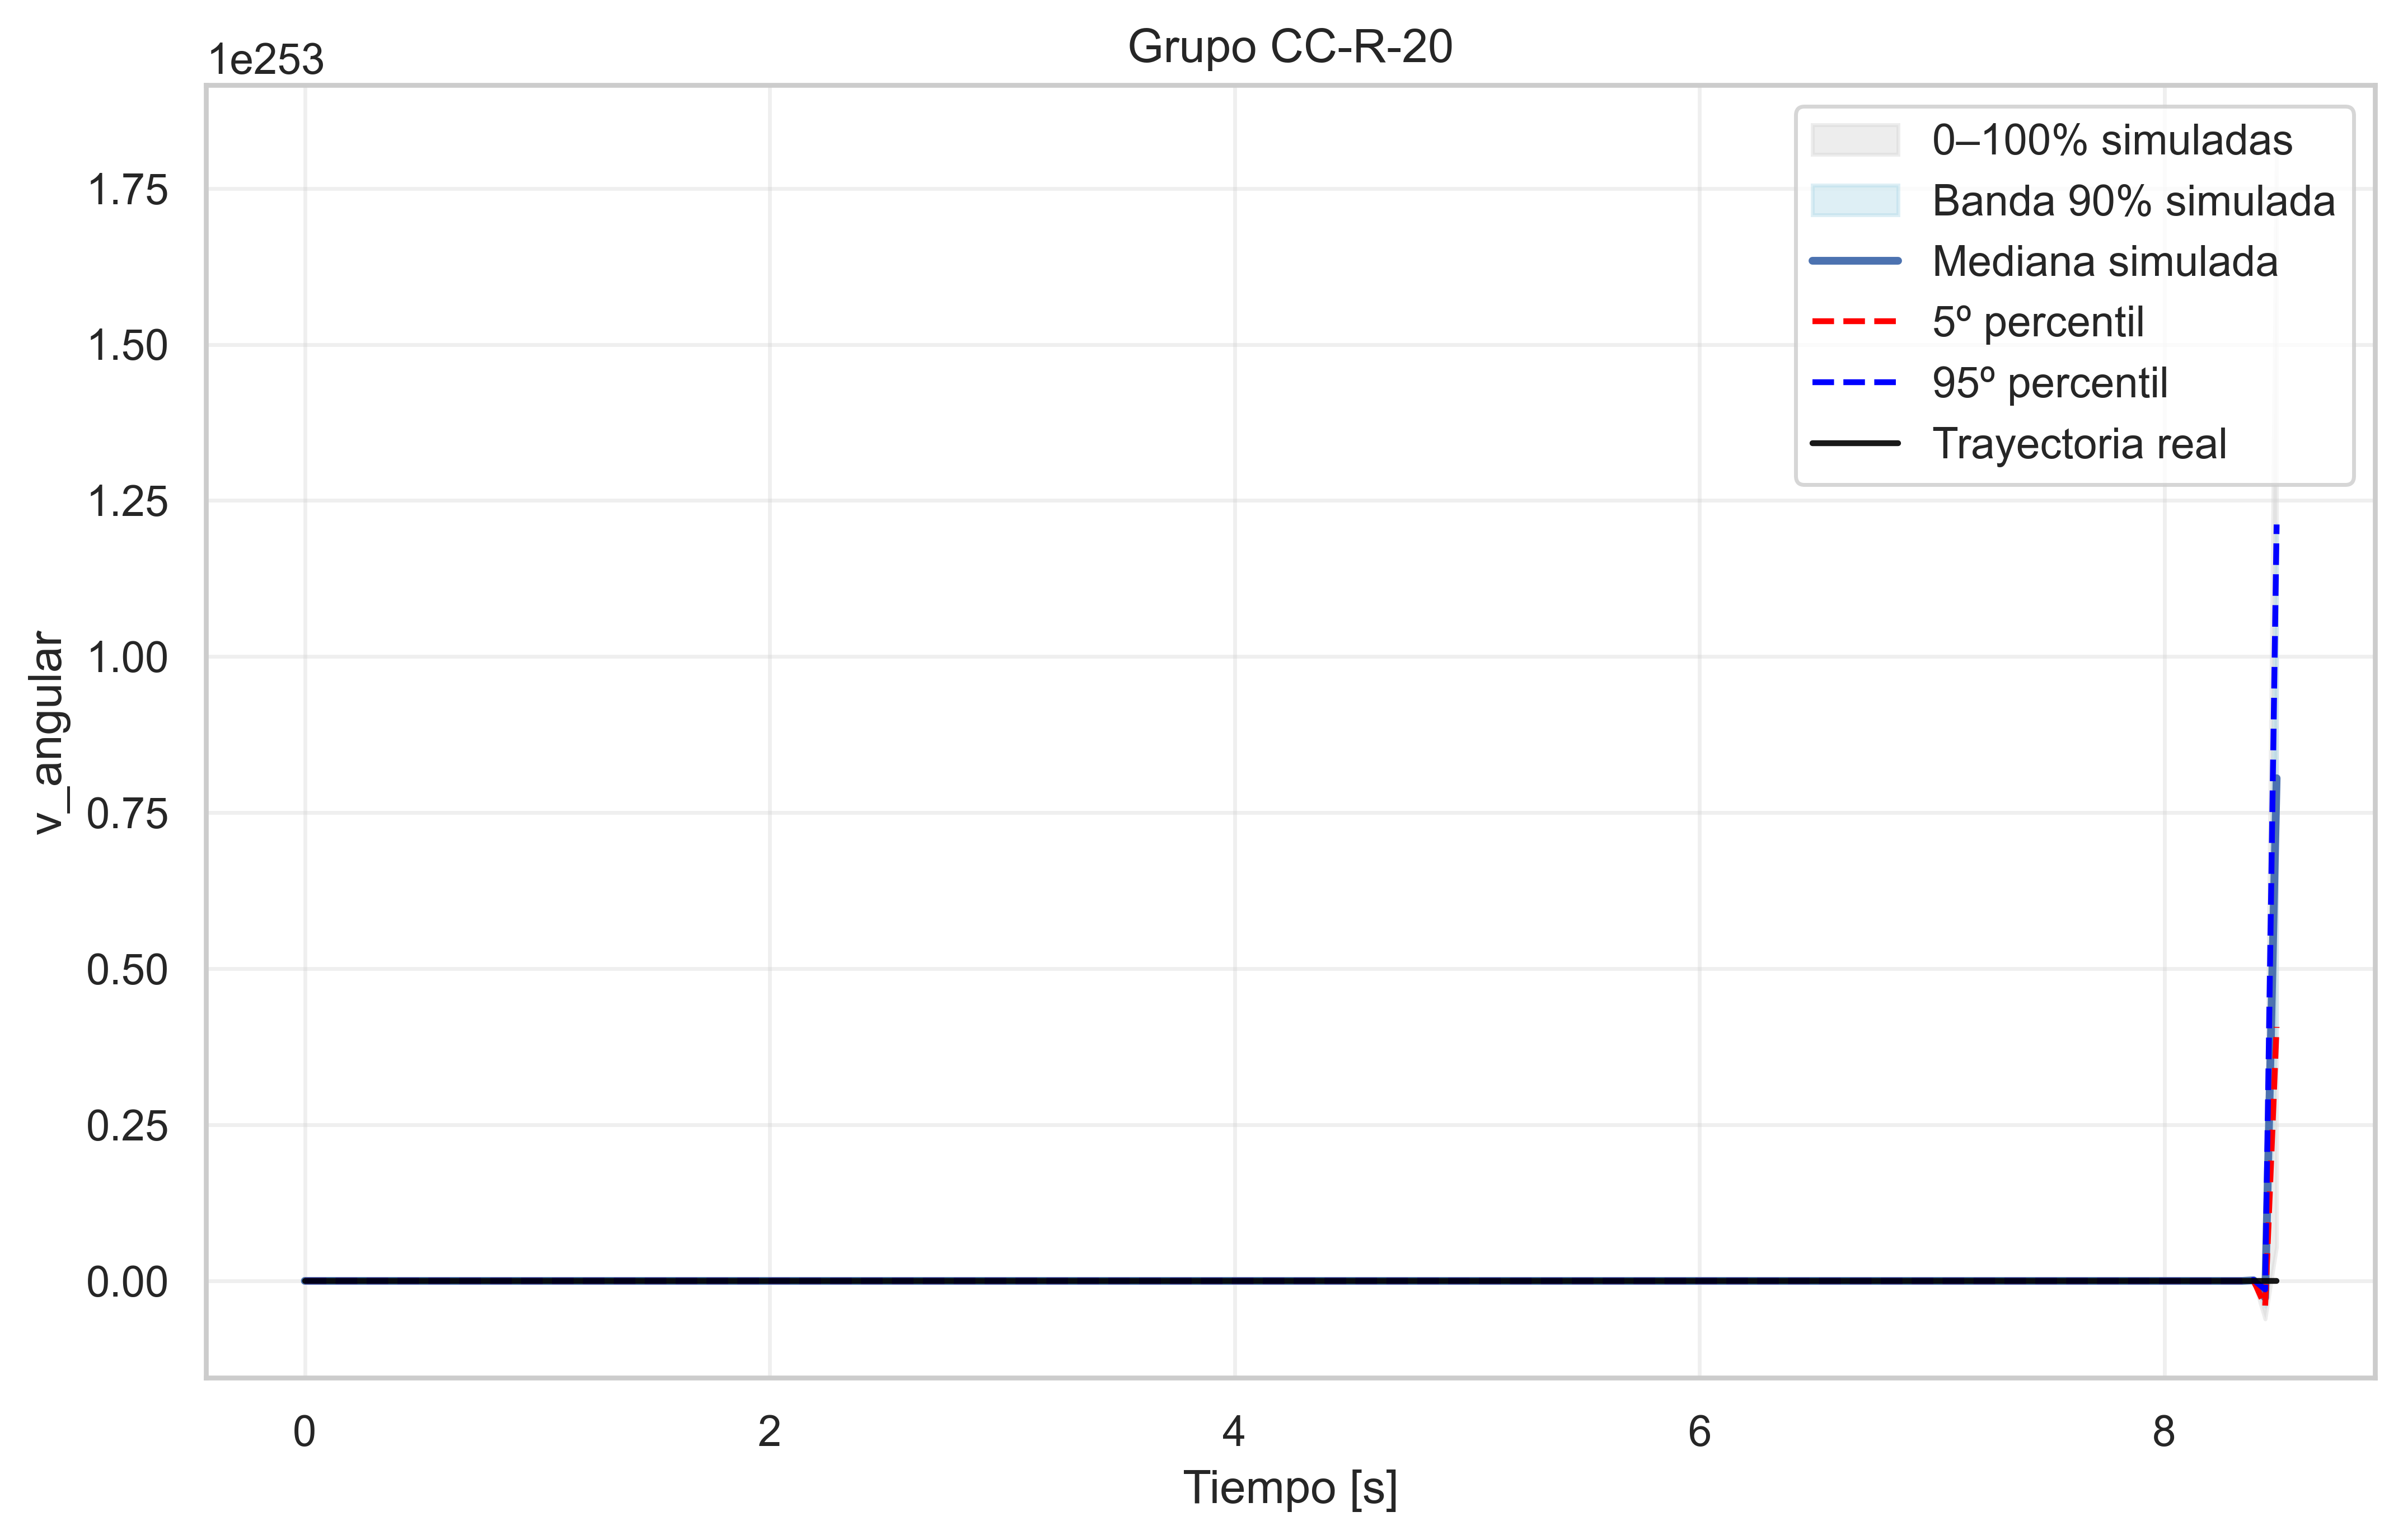 Grupo CC-R-20
1e253
0–100% simuladas
Banda 90% simulada
Mediana simulada
5º percentil
95º percentil
Trayectoria real
1.75
1.50
1.25
1.00
0.75
0.50
0.25
0.00
v_angular
0 2 4 6 8
Tiempo [s]